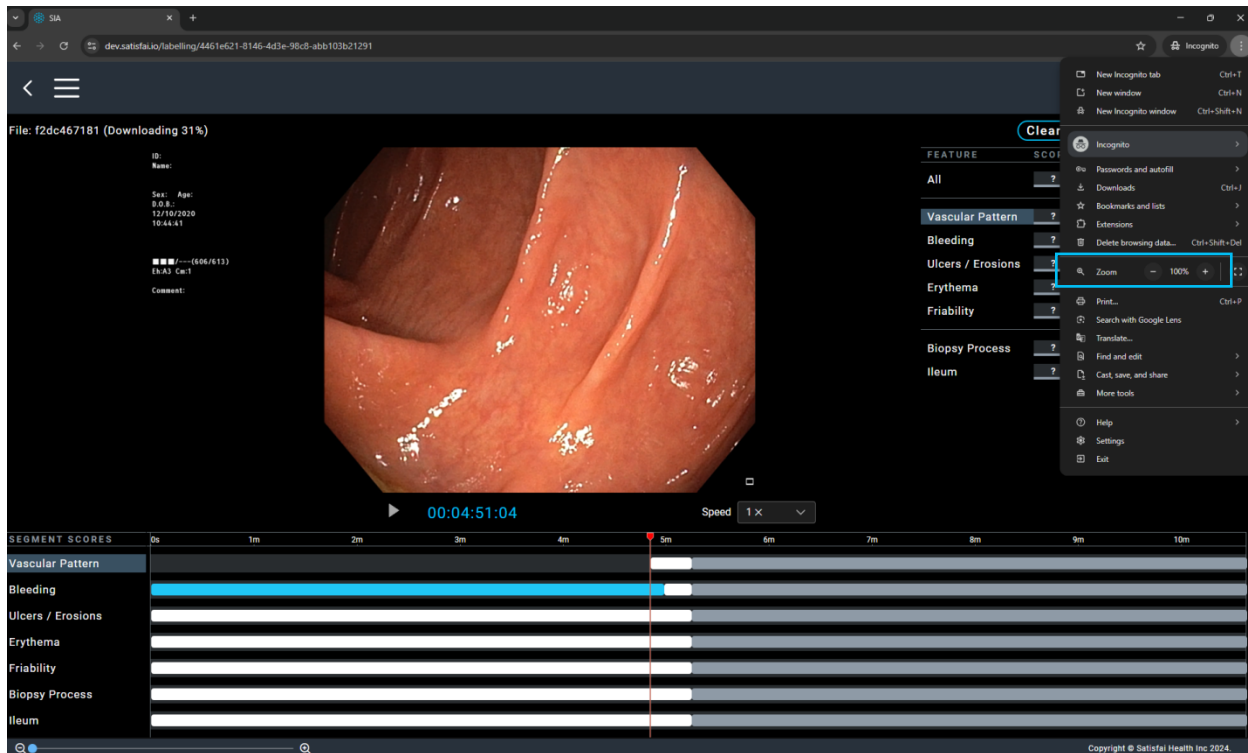 SIA
dev.satisfai.io/labelling/4461e621-8146-4d3e-98c8-abb103b21291
Incognito
File: f2dc467181 (Downloading 31%)
ID:
Name:
Sex: Age:
D.O.B.:
12/10/2020
10:44:41
■■■/---(606/613)
Eh:A3 Cm:1
Comment:
Clear
FEATURE SCO
All ?
Vascular Pattern ?
Bleeding ?
Ulcers / Erosions ?
Erythema ?
Friability ?
Biopsy Process ?
Ileum ?
New Incognito tab Ctrl+T
New window Ctrl+N
New Incognito window Ctrl+Shift+N
Incognito
Passwords and autofill
Downloads Ctrl+J
Bookmarks and lists
Extensions
Delete browsing data... Ctrl+Shift+Del
Zoom − 100% +
Print... Ctrl+P
Search with Google Lens
Translate...
Find and edit
Cast, save, and share
More tools
Help
Settings
Exit
00:04:51:04
Speed 1 ×
SEGMENT SCORES 0s 1m 2m 3m 4m 5m 6m 7m 8m 9m 10m
Vascular Pattern
Bleeding
Ulcers / Erosions
Erythema
Friability
Biopsy Process
Ileum
Copyright © Satisfai Health Inc 2024.